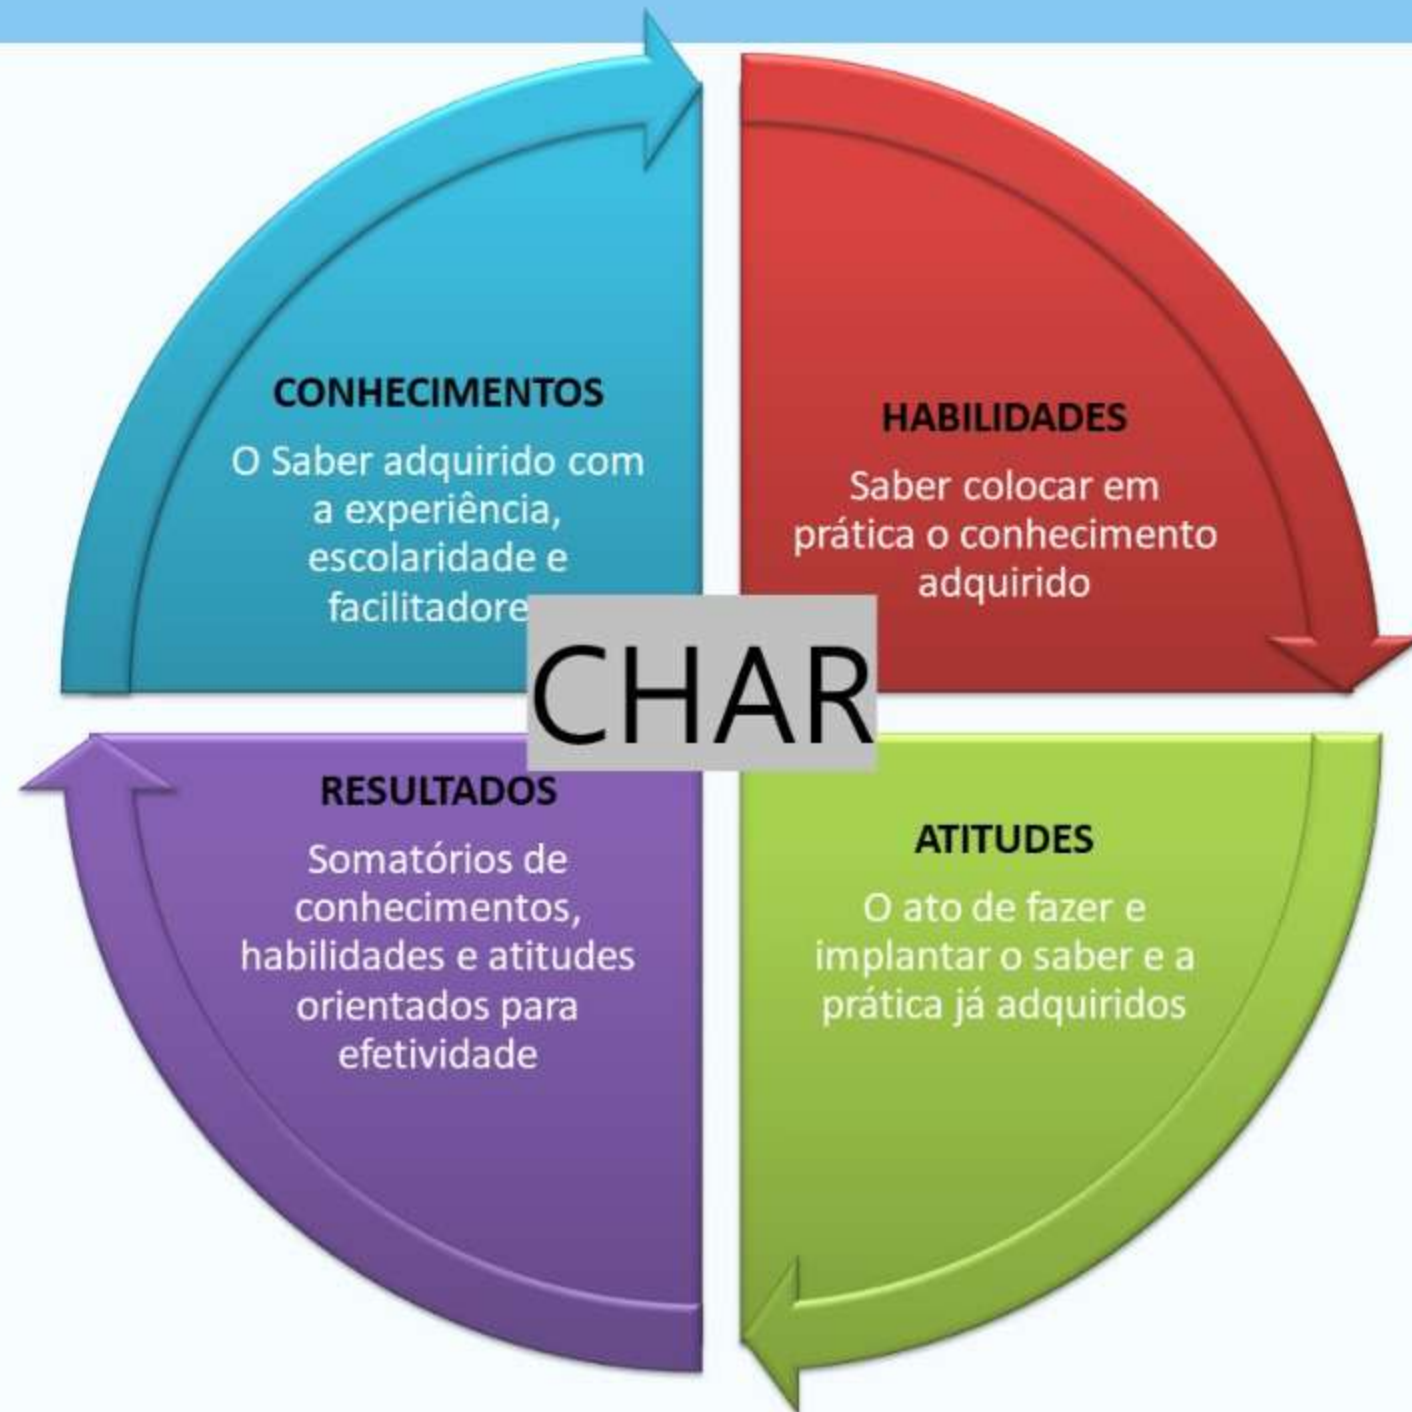 CONHECIMENTOS
O Saber adquirido com
a experiência,
escolaridade e
facilitadore
HABILIDADES
Saber colocar em
prática o conhecimento
adquirido
CHAR
RESULTADOS
Somatórios de
conhecimentos,
habilidades e atitudes
orientados para
efetividade
ATITUDES
O ato de fazer e
implantar o saber e a
prática já adquiridos